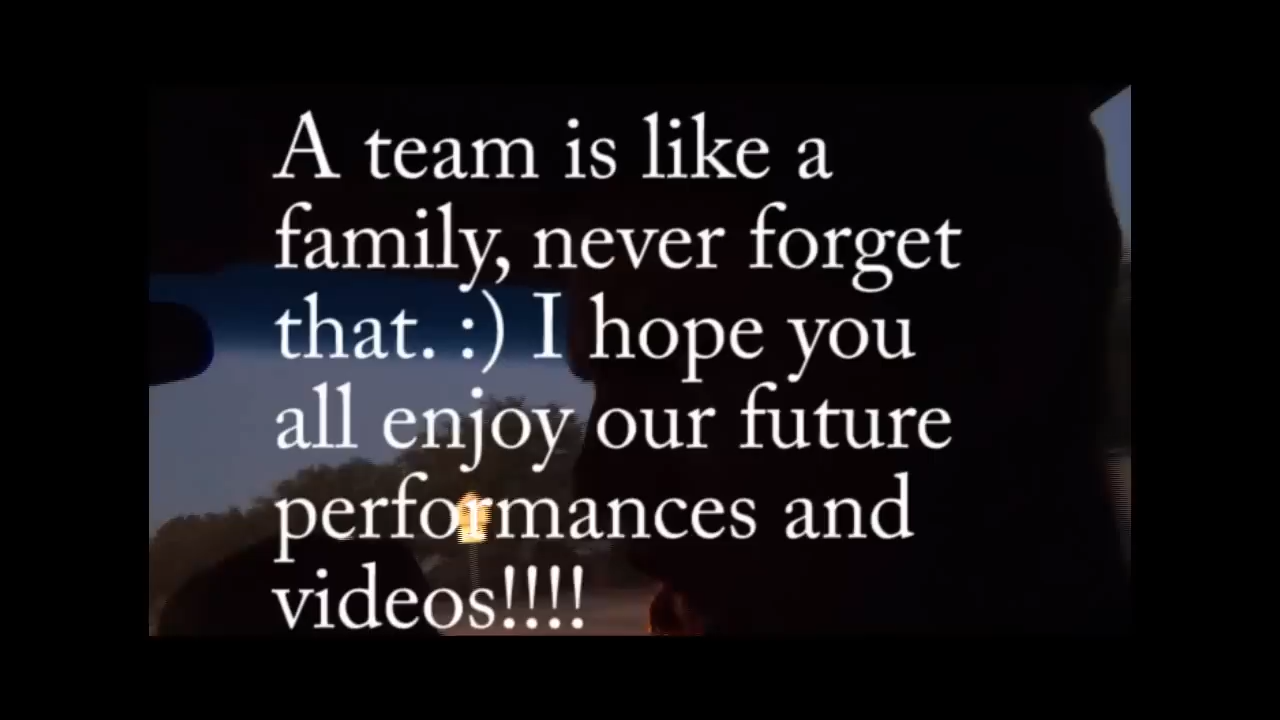 A team is like a
family, never forget
that. :) I hope you
all enjoy our future
performances and
videos!!!!